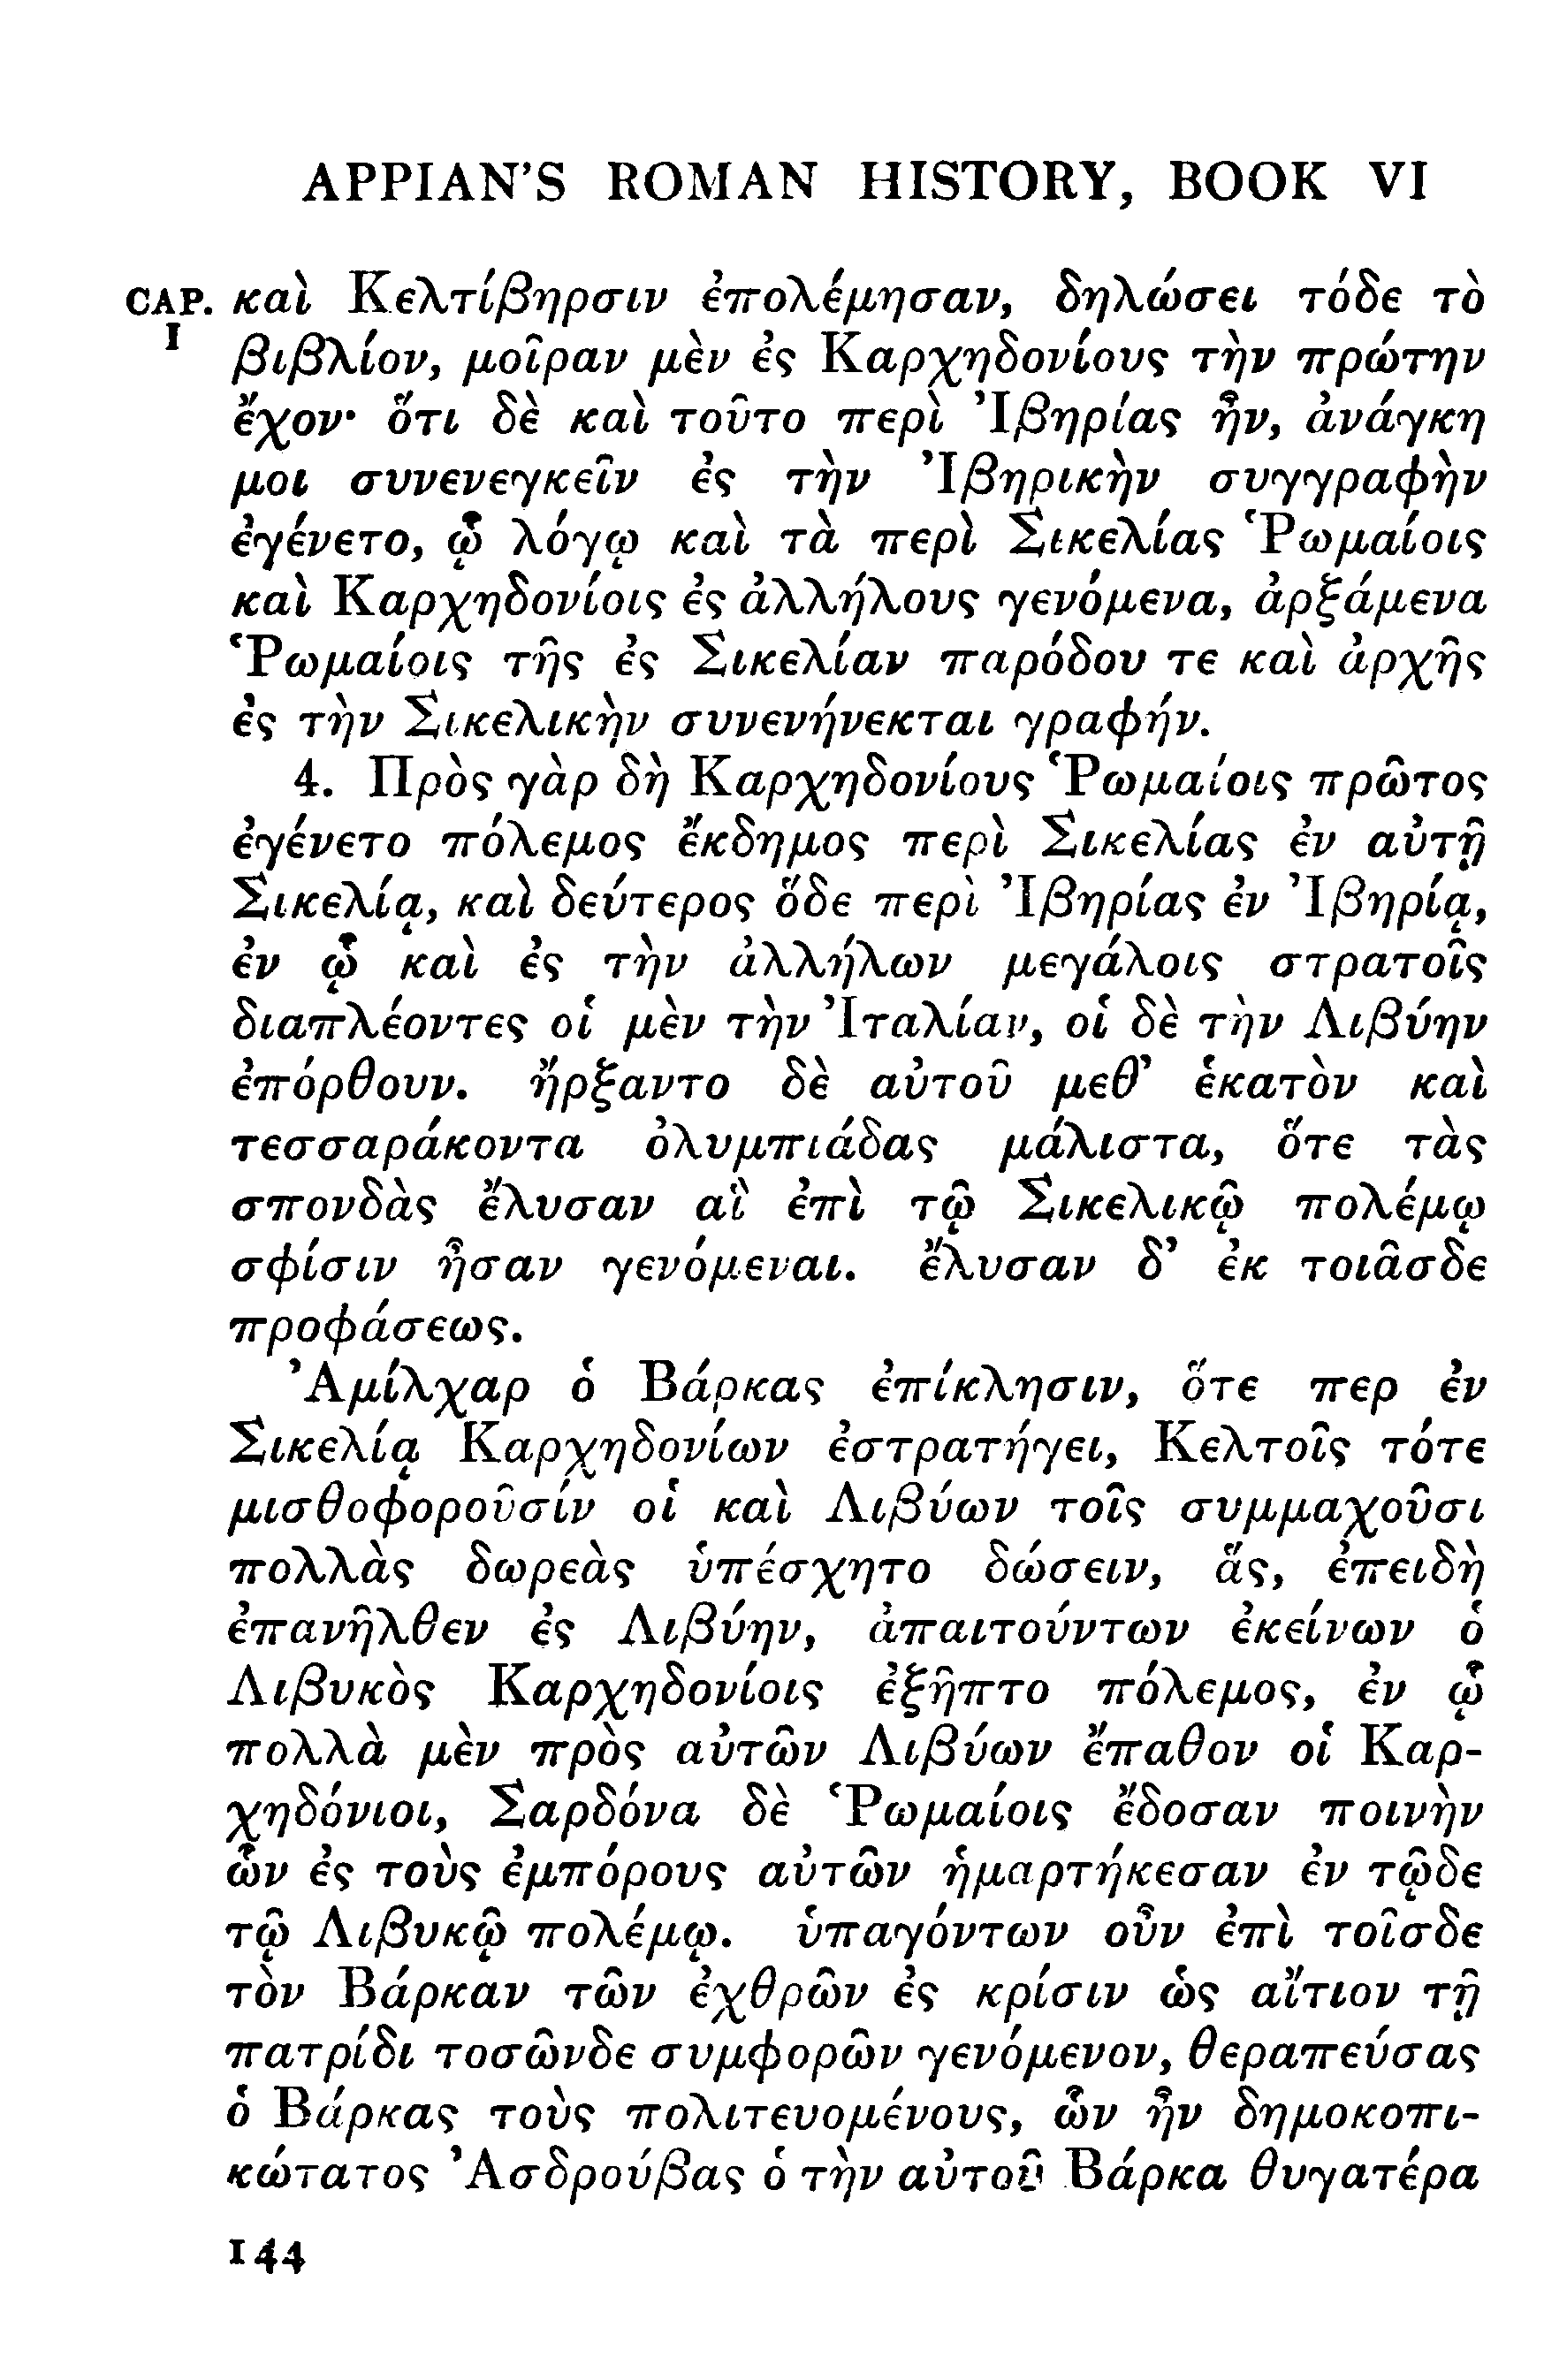 APPIAN'S ROMAN HISTORY, BOOK VI
CAP. καὶ Κελτίβηρσιν ἐπολέμησαν, δηλώσει τόδε τὸ
I βιβλίον, μοῖραν μὲν ἐς Καρχηδονίους τὴν πρώτην
ἔχον· ὅτι δὲ καὶ τοῦτο περὶ Ἰβηρίας ἦν, ἀνάγκη
μοι συνενεγκεῖν ἐς τὴν Ἰβηρικὴν συγγραφὴν
ἐγένετο, ᾧ λόγῳ καὶ τὰ περὶ Σικελίας Ῥωμαίοις
καὶ Καρχηδονίοις ἐς ἀλλήλους γενόμενα, ἀρξάμενα
Ῥωμαίοις τῆς ἐς Σικελίαν παρόδου τε καὶ ἀρχῆς
ἐς τὴν Σικελικὴν συνενήνεκται γραφήν.
4. Πρὸς γὰρ δὴ Καρχηδονίους Ῥωμαίοις πρῶτος
ἐγένετο πόλεμος ἔκδημος περὶ Σικελίας ἐν αὐτῇ
Σικελίᾳ, καὶ δεύτερος ὅδε περὶ Ἰβηρίας ἐν Ἰβηρίᾳ,
ἐν ᾧ καὶ ἐς τὴν ἀλλήλων μεγάλοις στρατοῖς
διαπλέοντες οἱ μὲν τὴν Ἰταλίαν, οἱ δὲ τὴν Λιβύην
ἐπόρθουν. ἤρξαντο δὲ αὐτοῦ μεθ' ἑκατὸν καὶ
τεσσαράκοντα ὀλυμπιάδας μάλιστα, ὅτε τὰς
σπονδὰς ἔλυσαν αἳ ἐπὶ τῷ Σικελικῷ πολέμῳ
σφίσιν ἦσαν γενόμεναι. ἔλυσαν δ' ἐκ τοιᾶσδε
προφάσεως.
Ἀμίλχαρ ὁ Βάρκας ἐπίκλησιν, ὅτε περ ἐν
Σικελίᾳ Καρχηδονίων ἐστρατήγει, Κελτοῖς τότε
μισθοφοροῦσίν οἱ καὶ Λιβύων τοῖς συμμαχοῦσι
πολλὰς δωρεὰς ὑπέσχητο δώσειν, ἅς, ἐπειδὴ
ἐπανῆλθεν ἐς Λιβύην, ἀπαιτούντων ἐκείνων ὁ
Λιβυκὸς Καρχηδονίοις ἐξῆπτο πόλεμος, ἐν ᾧ
πολλὰ μὲν πρὸς αὐτῶν Λιβύων ἔπαθον οἱ Καρ-
χηδόνιοι, Σαρδόνα δὲ Ῥωμαίοις ἔδοσαν ποινὴν
ὧν ἐς τοὺς ἐμπόρους αὐτῶν ἡμαρτήκεσαν ἐν τῷδε
τῷ Λιβυκῷ πολέμῳ. ὑπαγόντων οὖν ἐπὶ τοῖσδε
τὸν Βάρκαν τῶν ἐχθρῶν ἐς κρίσιν ὡς αἴτιον τῇ
πατρίδι τοσῶνδε συμφορῶν γενόμενον, θεραπεύσας
ὁ Βάρκας τοὺς πολιτευομένους, ὧν ἦν δημοκοπι-
κώτατος Ἀσδρούβας ὁ τὴν αὐτοῦ Βάρκα θυγατέρα
144